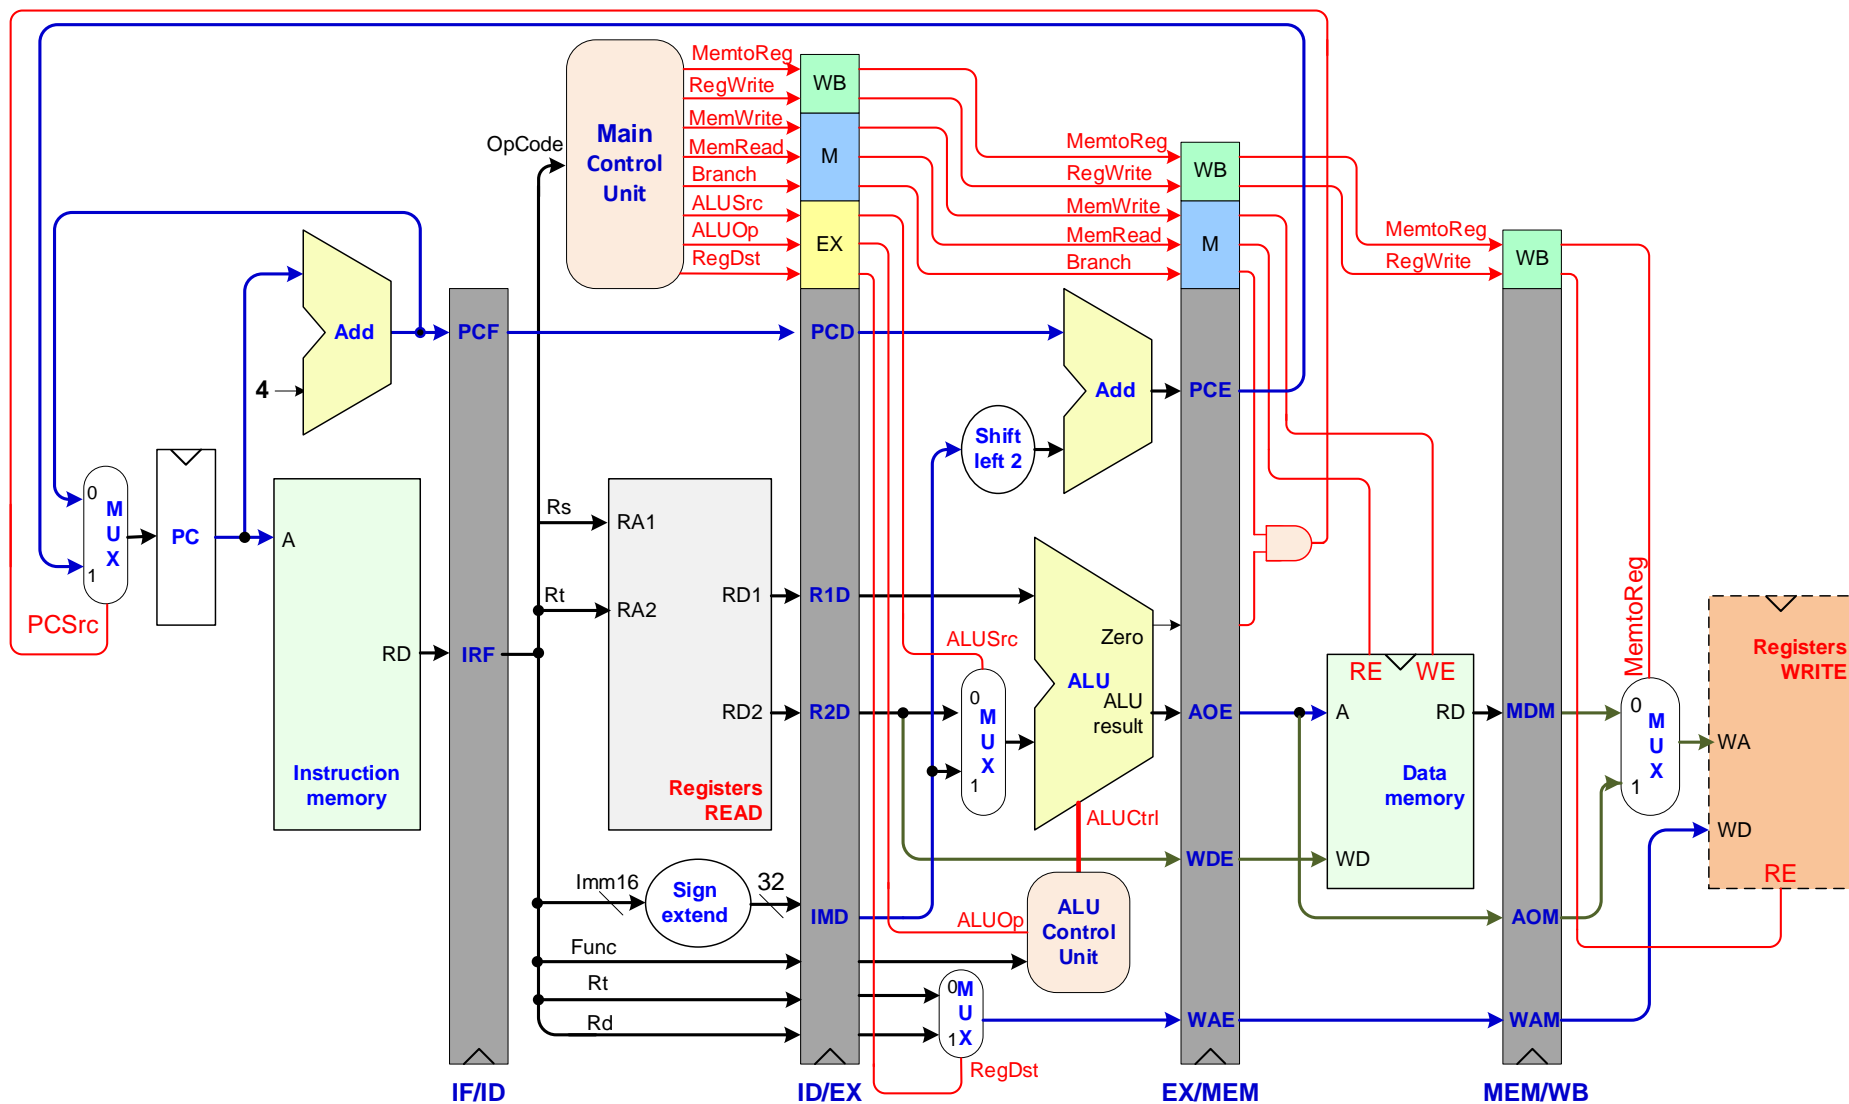 MemtoReg
RegWrite
MemWrite
MemRead
Branch
ALUSrc
ALUOp
RegDst
OpCode
Main
Control
Unit
WB
M
EX
MemtoReg
RegWrite
MemWrite
MemRead
Branch
WB
M
MemtoReg
RegWrite
WB
Add
4
PCF
PCD
Add
PCE
Shift
left 2
0
M
U
X
1
PCSrc
PC
A
RD
Instruction
memory
IRF
Rs
Rt
RA1
RA2
RD1
RD2
Registers
READ
R1D
R2D
ALUSrc
0
M
U
X
1
Zero
ALU
ALU
result
ALUCtrl
AOE
WDE
RE
WE
A
RD
Data
memory
WD
MDM
AOM
MemtoReg
0
M
U
X
1
Registers
WRITE
WA
WD
RE
Imm16
Sign
extend
32
IMD
ALUOp
ALU
Control
Unit
Func
Rt
Rd
0
M
U
1
X
RegDst
WAE
WAM
IF/ID
ID/EX
EX/MEM
MEM/WB